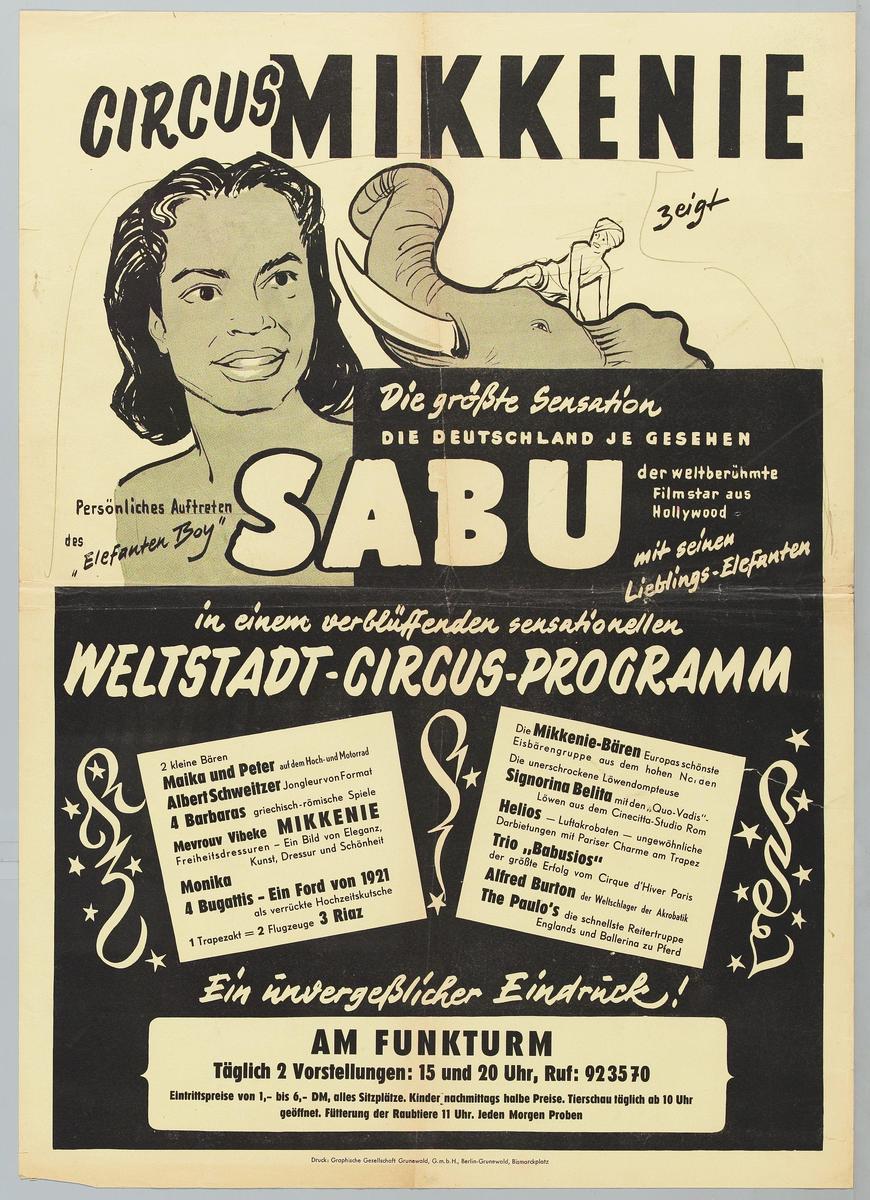 CIRCUS MIKKENIE
zeigt
Die größte Sensation
DIE DEUTSCHLAND JE GESEHEN
Persönliches Auftreten
des „Elefanten Boy"
SABU
der weltberühmte
Filmstar aus
Hollywood
mit seinen
Lieblings-Elefanten
in einem verblüffenden sensationellen
WELTSTADT-CIRCUS-PROGRAMM
2 kleine Bären
Maika und Peter auf dem Hoch- und Motorrad
Albert Schweitzer Jongleur von Format
4 Barbaras griechisch-römische Spiele
Mevrouv Vibeke MIKKENIE
Freiheitsdressuren – Ein Bild von Eleganz,
Kunst, Dressur und Schönheit
Monika
4 Bugattis – Ein Ford von 1921
als verrückte Hochzeitskutsche
1 Trapezakt = 2 Flugzeuge 3 Riaz
Die Mikkenie-Bären Europas schönste
Eisbärengruppe aus dem hohen
Die unerschrockene Löwendompteuse
Signorina Belita mit den „Quo-Vadis"-
Löwen aus dem Cinecitta-Studio Rom
Helios — Luftakrobaten — ungewöhnliche
Darbietungen mit Pariser Charme am Trapez
Trio „Babusios"
der größte Erfolg vom Cirque d'Hiver Paris
Alfred Burton der Weltschlager der Akrobatik
The Paulo's die schnellste Reitertruppe
Englands und Ballerina zu Pferd
Ein unvergeßlicher Eindruck!
AM FUNKTURM
Täglich 2 Vorstellungen: 15 und 20 Uhr, Ruf: 92 35 70
Eintrittspreise von 1,– bis 6,– DM, alles Sitzplätze. Kinder nachmittags halbe Preise. Tierschau täglich ab 10 Uhr
geöffnet. Fütterung der Raubtiere 11 Uhr. Jeden Morgen Proben
Druck: Graphische Gesellschaft Grunewald, G.m.b.H., Berlin-Grunewald, Bismarckplatz